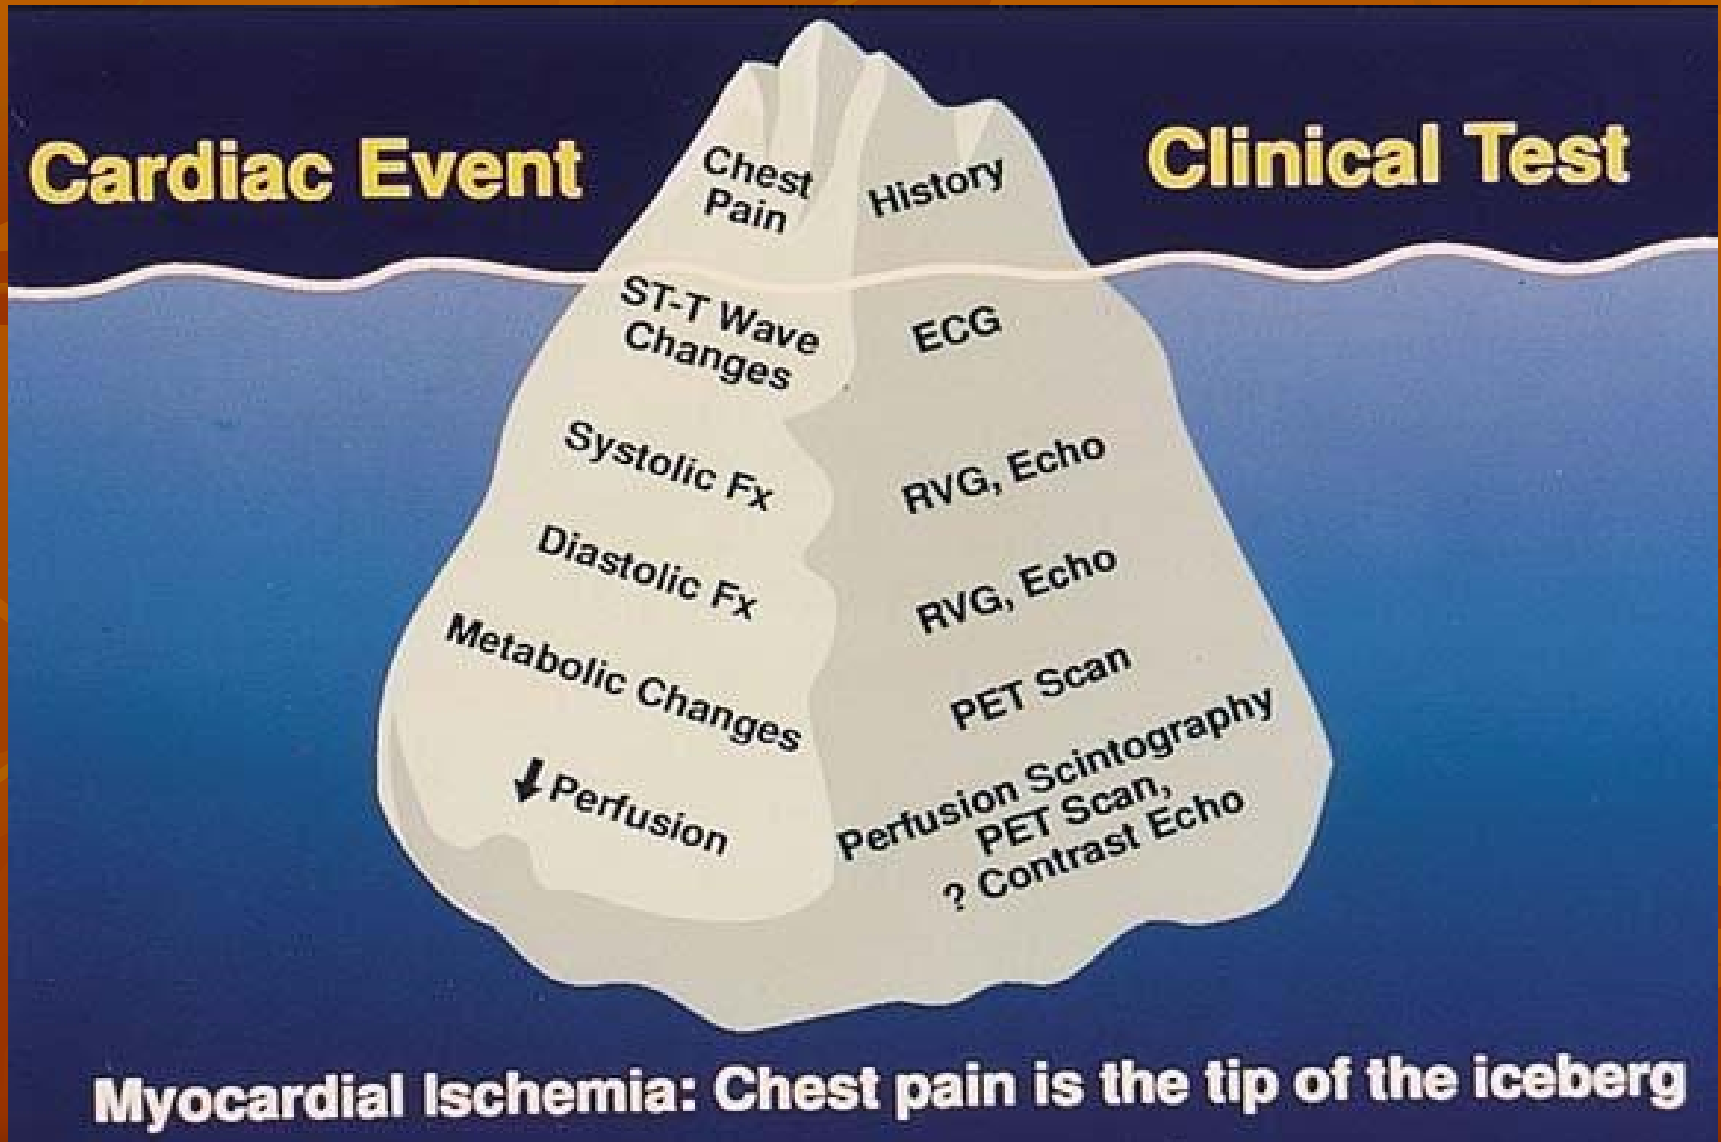 Cardiac Event
Clinical Test
Chest
Pain
History
ST-T Wave
Changes
ECG
Systolic Fx
RVG, Echo
Diastolic Fx
RVG, Echo
Metabolic Changes
PET Scan
↓ Perfusion
Perfusion Scintography
PET Scan,
? Contrast Echo
Myocardial Ischemia: Chest pain is the tip of the iceberg